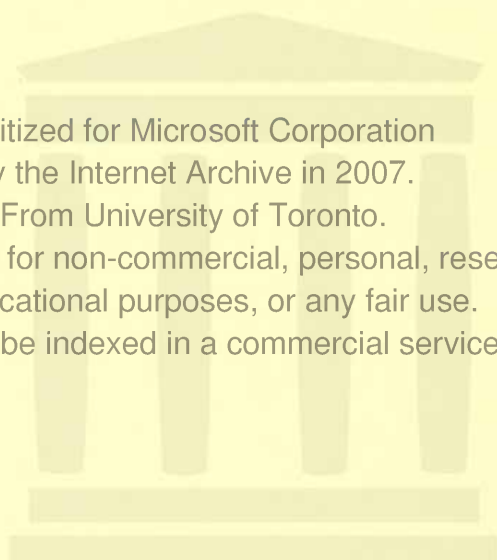 itized for Microsoft Corporation
y the Internet Archive in 2007.
From University of Toronto.
for non-commercial, personal, rese
cational purposes, or any fair use.
be indexed in a commercial service